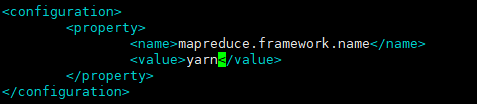 <configuration>
<property>
<name>mapreduce.framework.name</name>
<value>yarn</value>
</property>
</configuration>